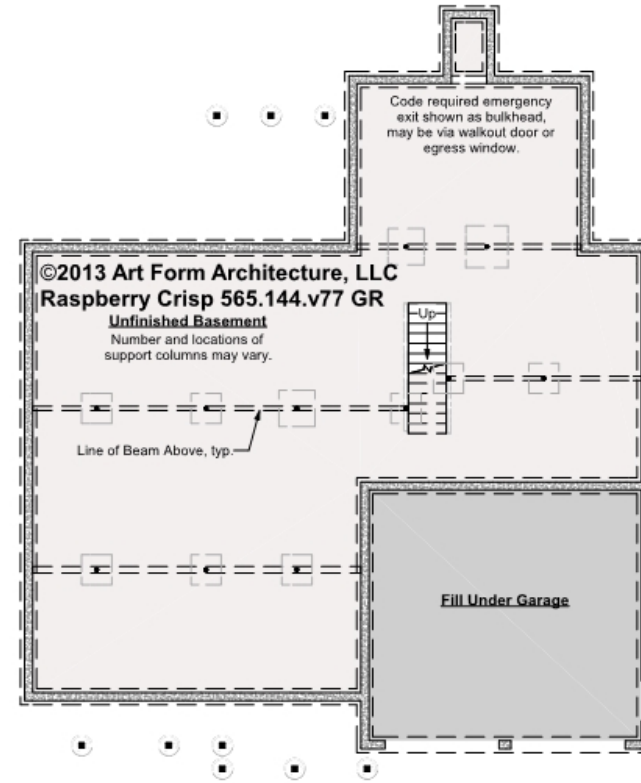 Code required emergency
exit shown as bulkhead,
may be via walkout door or
egress window.
©2013 Art Form Architecture, LLC
Raspberry Crisp 565.144.v77 GR
Unfinished Basement
Number and locations of
support columns may vary.
Up
Line of Beam Above, typ.
Fill Under Garage